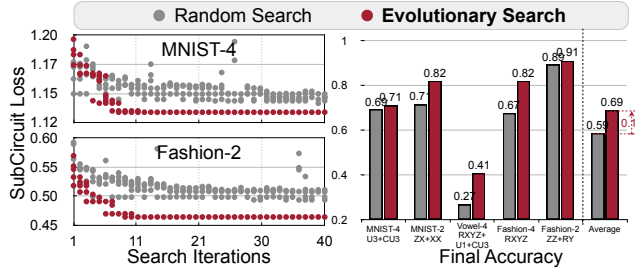 Random Search
Evolutionary Search
SubCircuit Loss
1.20
1.17
1.15
1.12
MNIST-4
0.60
0.55
0.50
0.45
Fashion-2
1
11
21
30
40
Search Iterations
1
0.8
0.6
0.4
0.2
0.69
0.71
0.71
0.82
0.27
0.41
0.67
0.82
0.89
0.91
0.59
0.69
0.1
MNIST-4
U3+CU3
MNIST-2
ZX+XX
Vowel-4
RXYZ+
U1+CU3
Fashion-4
RXYZ
Fashion-2
ZZ+RY
Average
Final Accuracy